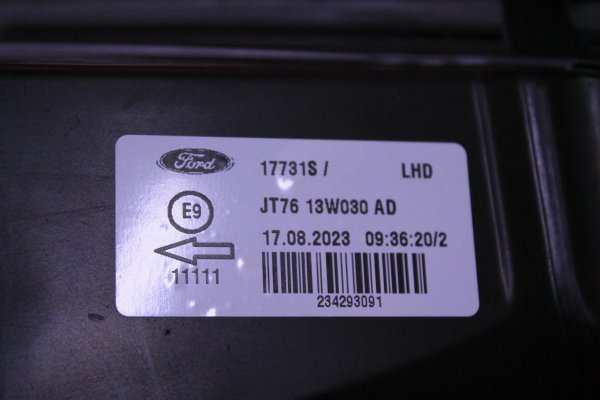 Ford
17731S / LHD
E9
JT76 13W030 AD
17.08.2023 09:36:20/2
11111
234293091